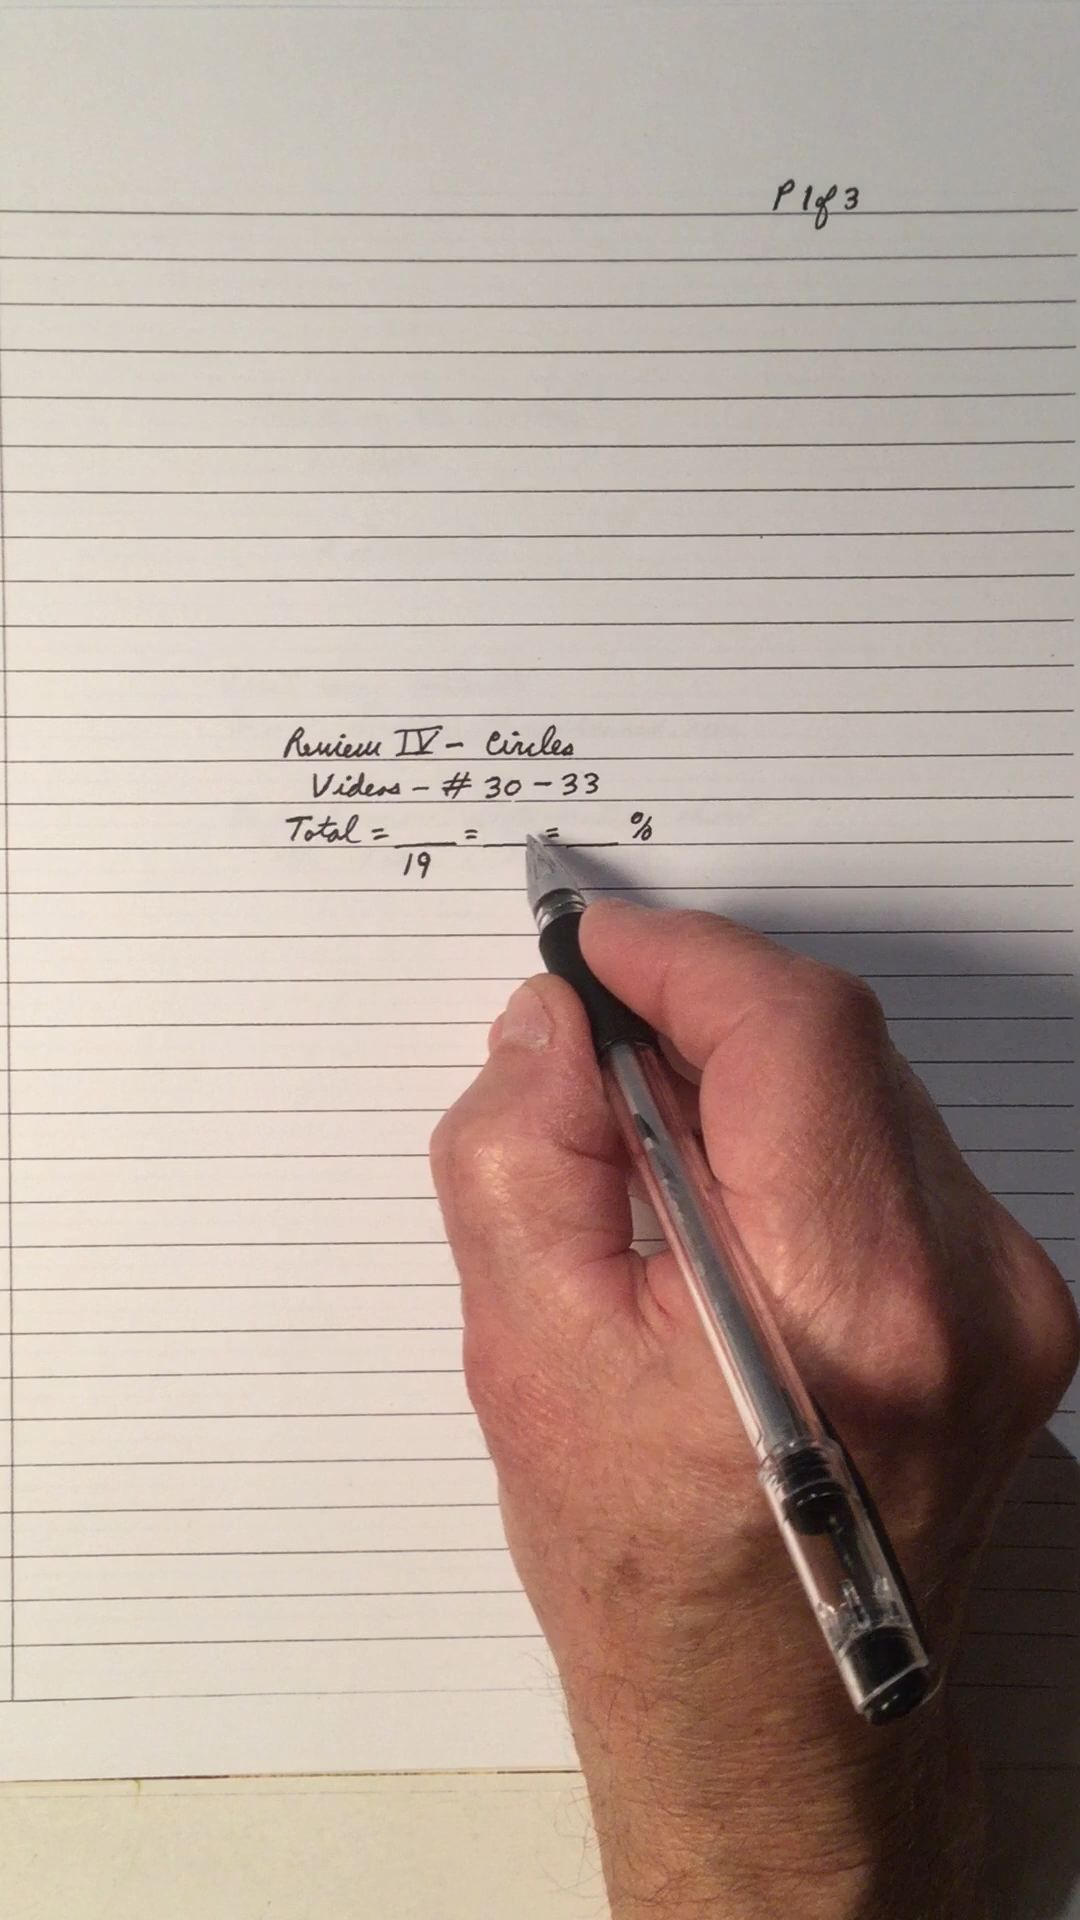 P 1 of 3
Review IV - Circles
Videos - # 30 - 33
Total = ___ = ___ = ___ %
19